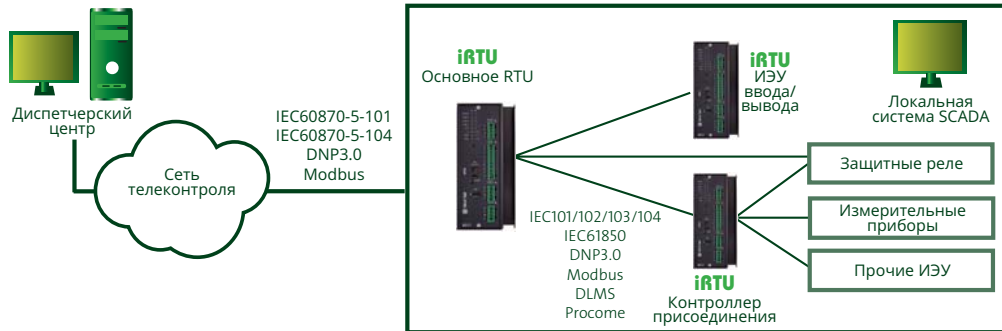 Диспетчерский
центр
Сеть
телеконтроля
IEC60870-5-101
IEC60870-5-104
DNP3.0
Modbus
iRTU
Основное RTU
iRTU
ИЭУ
ввода/
вывода
Локальная
система SCADA
IEC101/102/103/104
IEC61850
DNP3.0
Modbus
DLMS
Procome
iRTU
Контроллер
присоединения
Защитные реле
Измерительные
приборы
Прочие ИЭУ